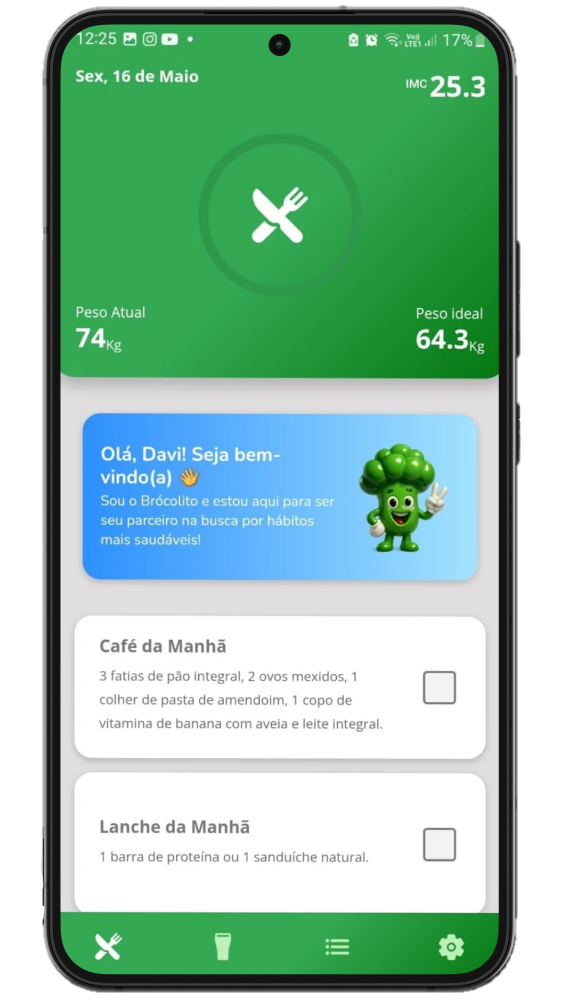 12:25
Vo))
LTE1
17%
Sex, 16 de Maio
IMC 25.3
Peso Atual
74Kg
Peso ideal
64.3Kg
Olá, Davi! Seja bem-
vindo(a) 👋
Sou o Brócolito e estou aqui para ser
seu parceiro na busca por hábitos
mais saudáveis!
Café da Manhã
3 fatias de pão integral, 2 ovos mexidos, 1
colher de pasta de amendoim, 1 copo de
vitamina de banana com aveia e leite integral.
Lanche da Manhã
1 barra de proteína ou 1 sanduíche natural.